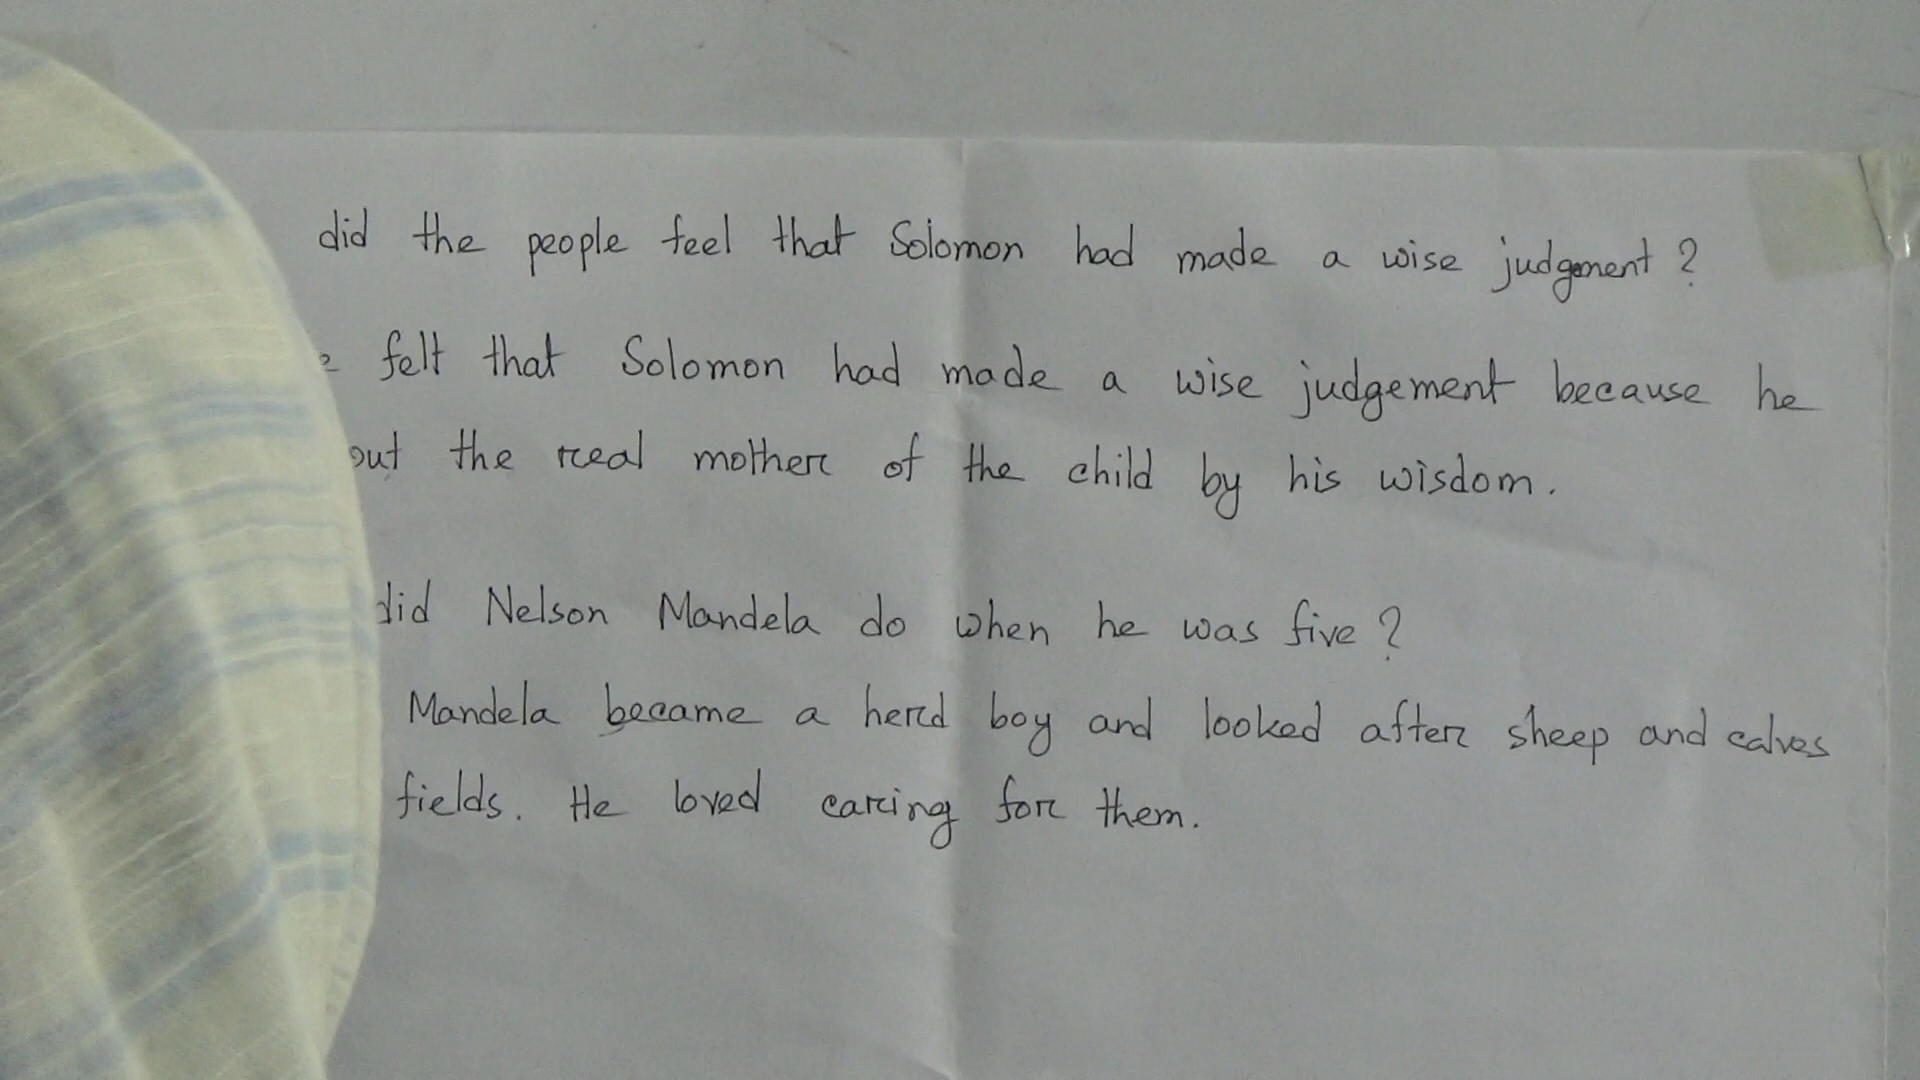 did the people feel that Solomon had made a wise judgement ?
felt that Solomon had made a wise judgement because he
out the real mother of the child by his wisdom.
did Nelson Mandela do when he was five ?
Mandela became a herd boy and looked after sheep and calves
fields. He loved caring for them.